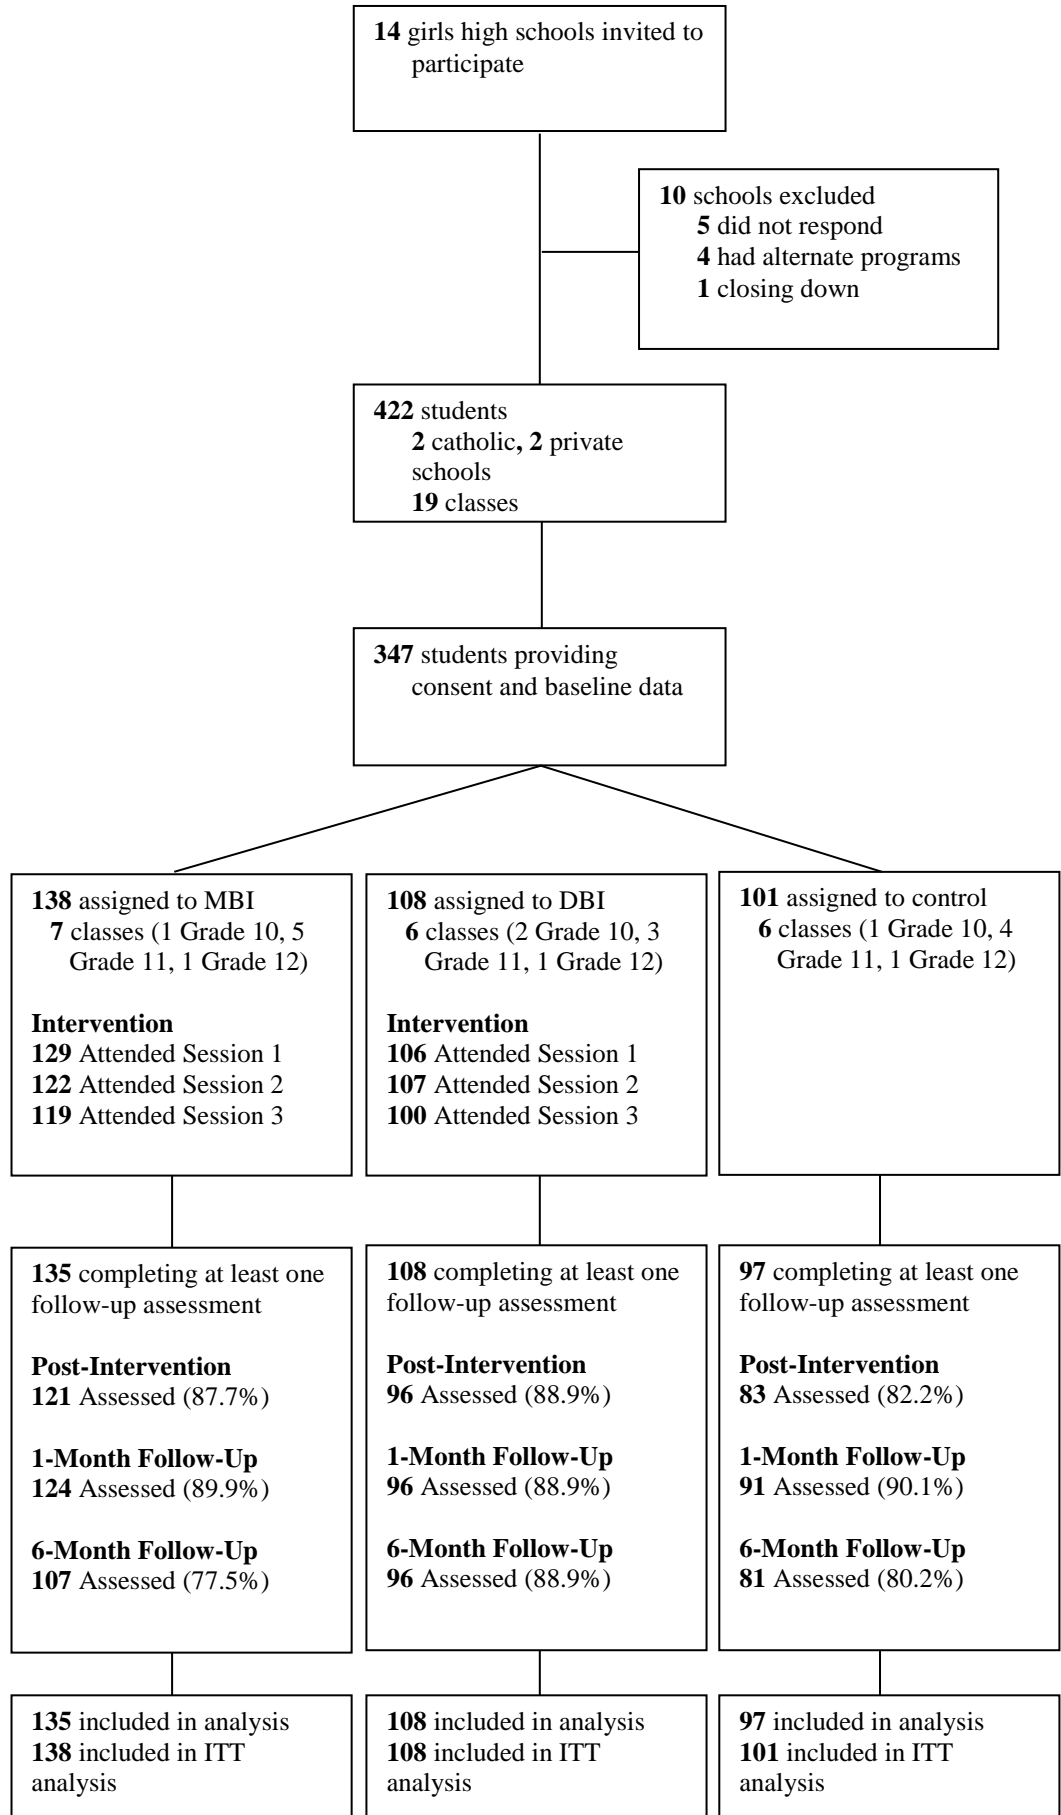 14 girls high schools invited to
participate
10 schools excluded
5 did not respond
4 had alternate programs
1 closing down
422 students
2 catholic, 2 private
schools
19 classes
347 students providing
consent and baseline data
138 assigned to MBI
7 classes (1 Grade 10, 5
Grade 11, 1 Grade 12)
Intervention
129 Attended Session 1
122 Attended Session 2
119 Attended Session 3
108 assigned to DBI
6 classes (2 Grade 10, 3
Grade 11, 1 Grade 12)
Intervention
106 Attended Session 1
107 Attended Session 2
100 Attended Session 3
101 assigned to control
6 classes (1 Grade 10, 4
Grade 11, 1 Grade 12)
135 completing at least one
follow-up assessment
Post-Intervention
121 Assessed (87.7%)
1-Month Follow-Up
124 Assessed (89.9%)
6-Month Follow-Up
107 Assessed (77.5%)
108 completing at least one
follow-up assessment
Post-Intervention
96 Assessed (88.9%)
1-Month Follow-Up
96 Assessed (88.9%)
6-Month Follow-Up
96 Assessed (88.9%)
97 completing at least one
follow-up assessment
Post-Intervention
83 Assessed (82.2%)
1-Month Follow-Up
91 Assessed (90.1%)
6-Month Follow-Up
81 Assessed (80.2%)
135 included in analysis
138 included in ITT
analysis
108 included in analysis
108 included in ITT
analysis
97 included in analysis
101 included in ITT
analysis